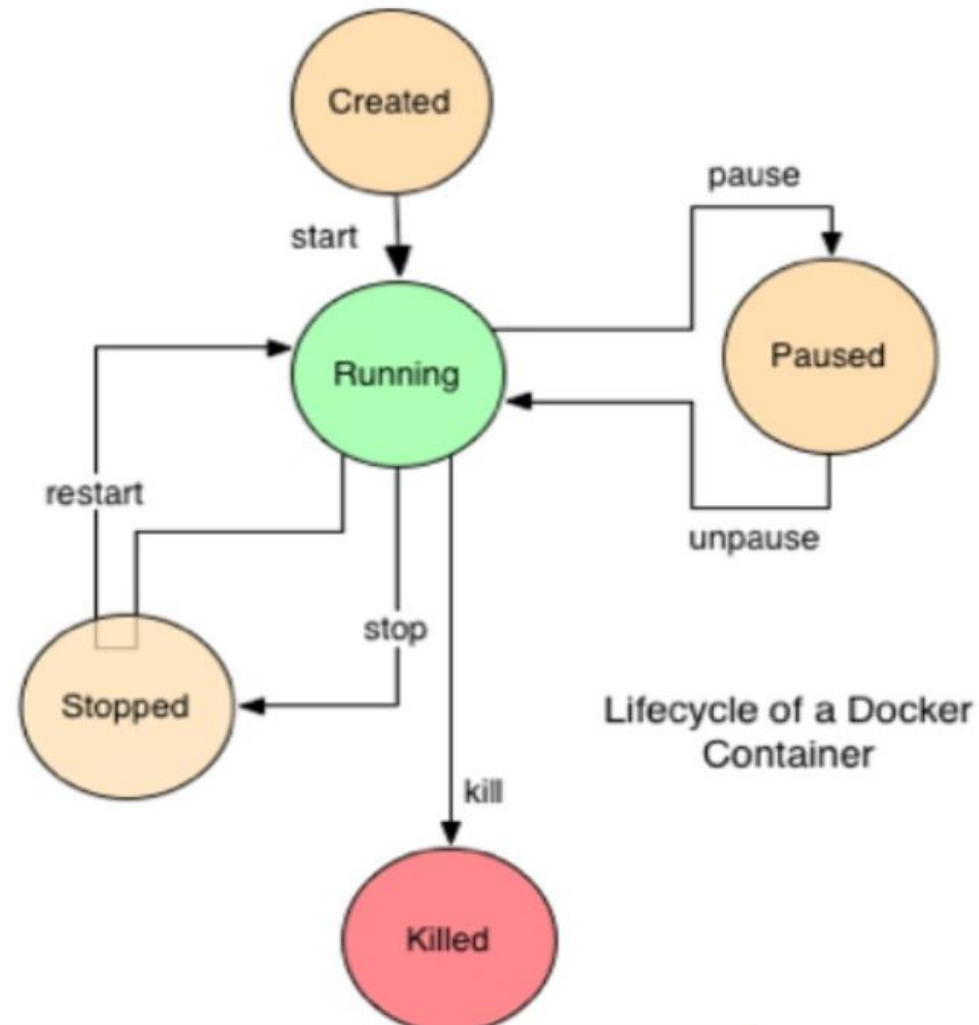 Created
start
pause
Running
Paused
restart
unpause
stop
Stopped
Lifecycle of a Docker
Container
kill
Killed